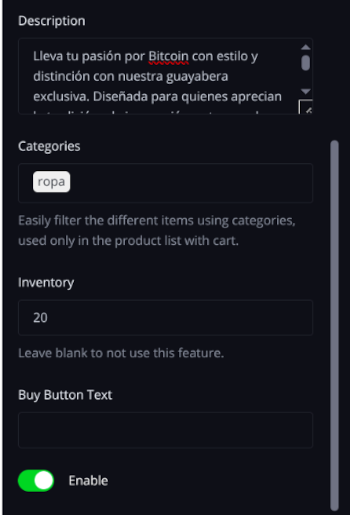 Description
Lleva tu pasión por Bitcoin con estilo y
distinción con nuestra guayabera
exclusiva. Diseñada para quienes aprecian
Categories
ropa
Easily filter the different items using categories,
used only in the product list with cart.
Inventory
20
Leave blank to not use this feature.
Buy Button Text
Enable